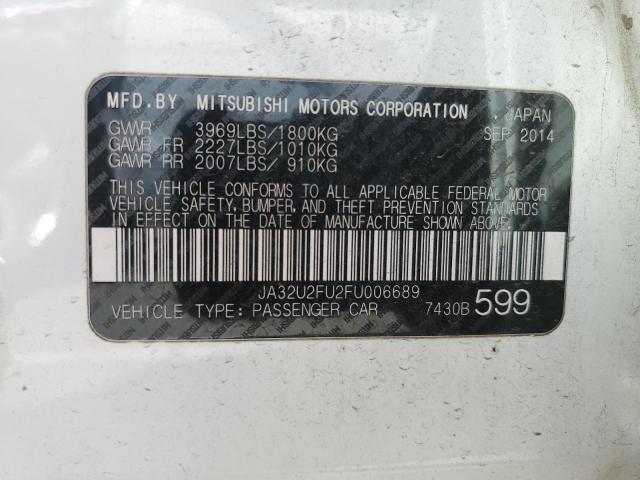 MFD.BY MITSUBISHI MOTORS CORPORATION , JAPAN
GVWR 3969LBS/1800KG SEP 2014
GAWR FR 2227LBS/1010KG
GAWR RR 2007LBS/ 910KG
THIS VEHICLE CONFORMS TO ALL APPLICABLE FEDERAL MOTOR
VEHICLE SAFETY, BUMPER, AND THEFT PREVENTION STANDARDS
IN EFFECT ON THE DATE OF MANUFACTURE SHOWN ABOVE.
JA32U2FU2FU006689
VEHICLE TYPE: PASSENGER CAR 7430B 599